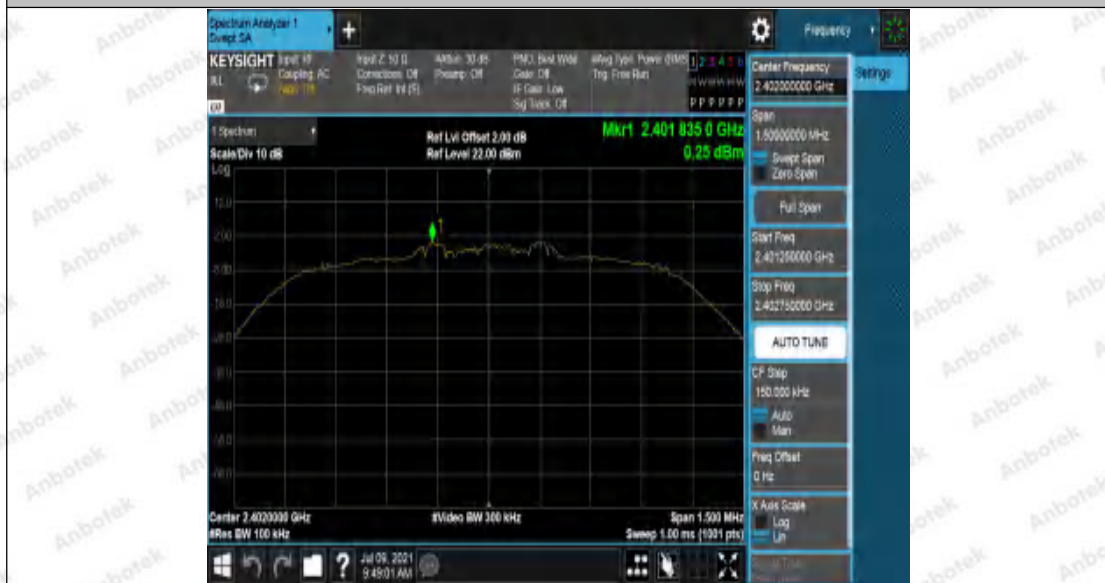 Spectrum Analyzer 1
Swept SA
+
Frequency
KEYSIGHT
Input: RF
Coupling: AC
Input Z: 50 Ω
Corrections: Off
Freq Ref: Int (S)
Atten: 30 dB
Preamp: Off
PNO: Best Wide
Gate: Off
IF Gain: Low
Sig Track: Off
Avg Type: Power (RMS)
Trig: Free Run
1 2 3 4 5 6
P P P P P P
Center Frequency
2.402000000 GHz
Settings
Span
1.50000000 MHz
Swept Span
Zero Span
Full Span
Start Freq
2.401250000 GHz
Stop Freq
2.402750000 GHz
AUTO TUNE
CF Step
150.000 kHz
Auto
Man
Freq Offset
0 Hz
X Axis Scale
Log
Lin
1 Spectrum
Scale/Div 10 dB
Log
Ref Lvl Offset 2.00 dB
Ref Level 22.00 dBm
Mkr1 2.401 835 0 GHz
0.25 dBm
12.0
2.00
-8.00
1
Center 2.4020000 GHz
#Res BW 100 kHz
#Video BW 300 kHz
Span 1.500 MHz
Sweep 1.00 ms (1001 pts)
?
Jul 09, 2021
9:49:01 AM
Anbotek